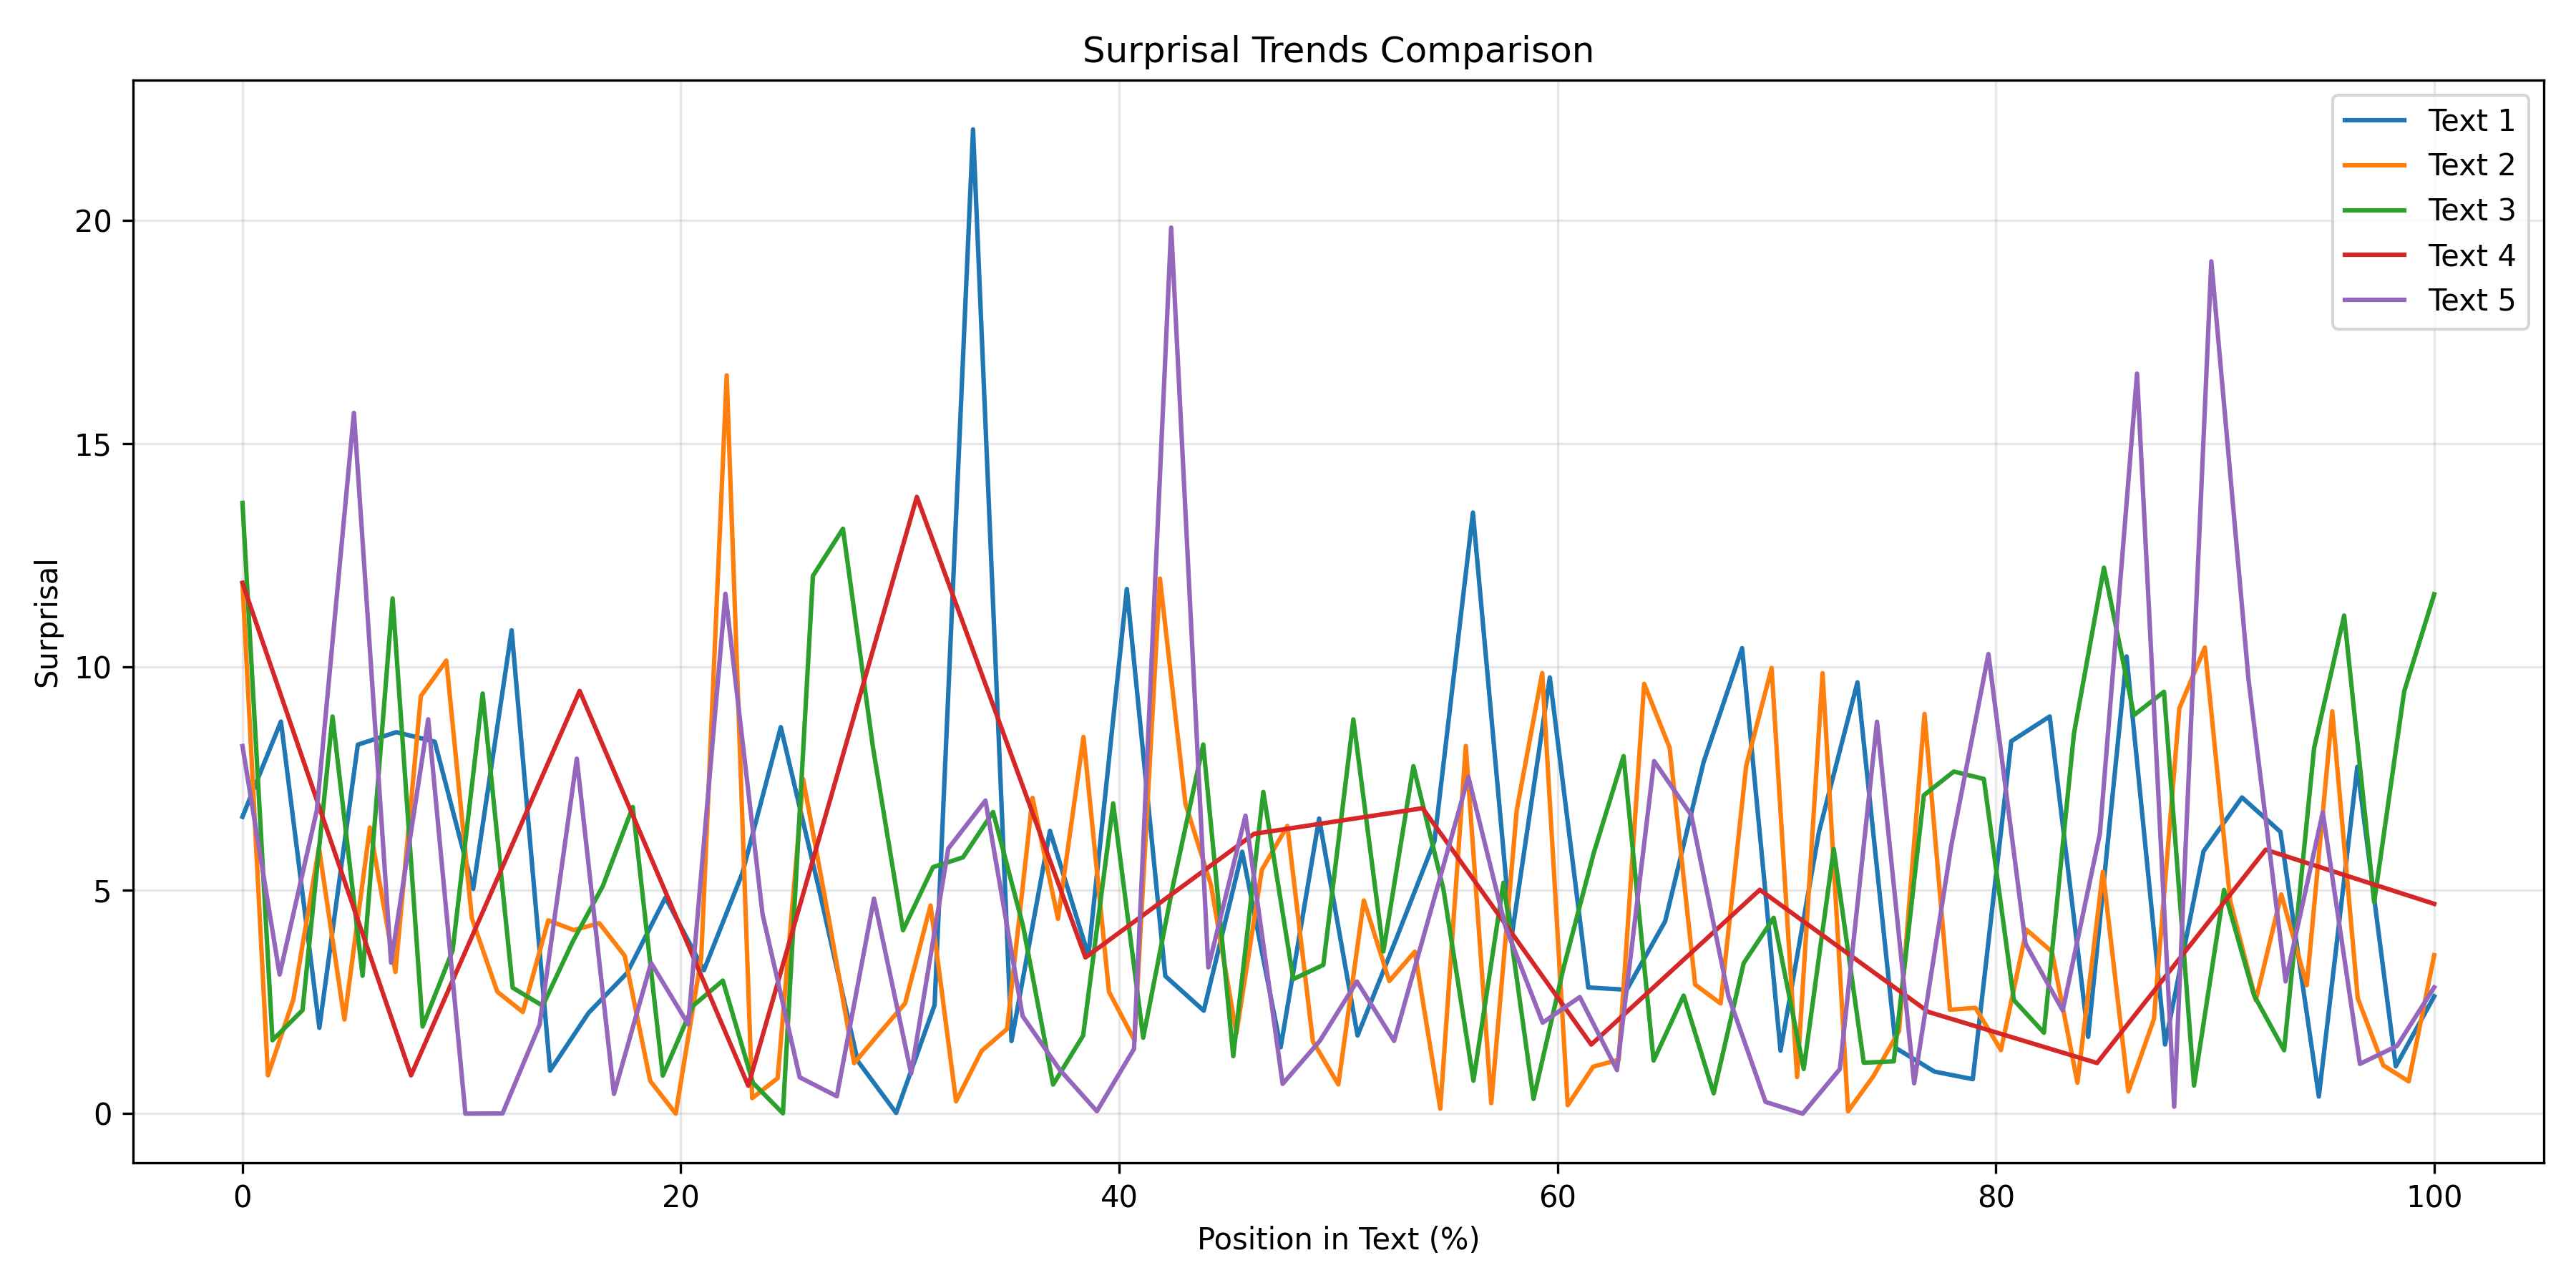 Surprisal Trends Comparison
Text 1
Text 2
Text 3
Text 4
Text 5
20
15
10
5
0
Surprisal
0 20 40 60 80 100
Position in Text (%)